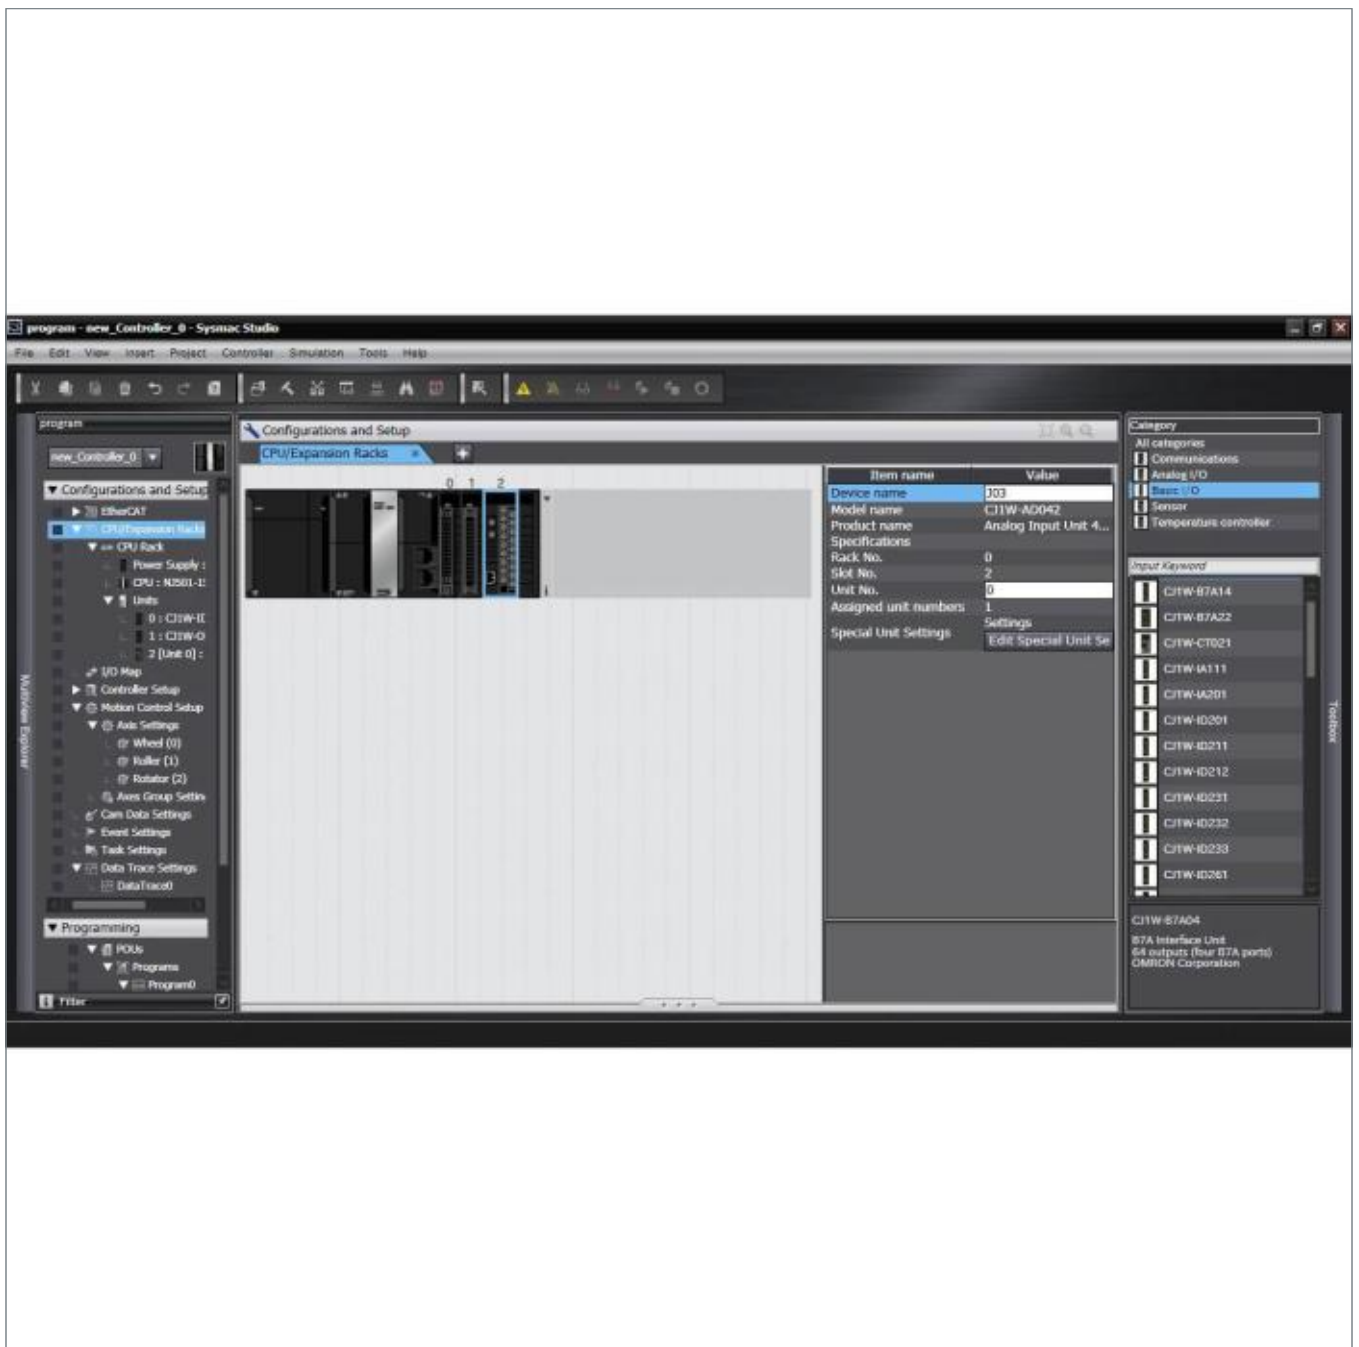 program - new_Controller_0 - Sysmac Studio
File Edit View Insert Project Controller Simulation Tools Help
program
new_Controller_0
Configurations and Setup
EtherCAT
CPU/Expansion Racks
CPU Rack
Power Supply :
CPU : NJ501-1
Units
0 : CJ1W-II
1 : CJ1W-O
2 [Unit 0] :
I/O Map
Controller Setup
Motion Control Setup
Axis Settings
Wheel (0)
Roller (1)
Rotator (2)
Axes Group Settin
Cam Data Settings
Event Settings
Task Settings
Data Trace Settings
DataTrace0
Programming
POUs
Programs
Program0
Filter
Multiview Explorer
Configurations and Setup
CPU/Expansion Racks
0 1 2
Item name Value
Device name J03
Model name CJ1W-AD042
Product name Analog Input Unit 4...
Specifications
Rack No. 0
Slot No. 2
Unit No. 0
Assigned unit numbers 1
Special Unit Settings Settings
Edit Special Unit Se
Category
All categories
Communications
Analog I/O
Basic I/O
Sensor
Temperature controller
Input Keyword
CJ1W-B7A14
CJ1W-B7A22
CJ1W-CT021
CJ1W-IA111
CJ1W-IA201
CJ1W-ID201
CJ1W-ID211
CJ1W-ID212
CJ1W-ID231
CJ1W-ID232
CJ1W-ID233
CJ1W-ID261
CJ1W-B7A04
B7A Interface Unit
64 outputs (four B7A ports)
OMRON Corporation
Toolbox